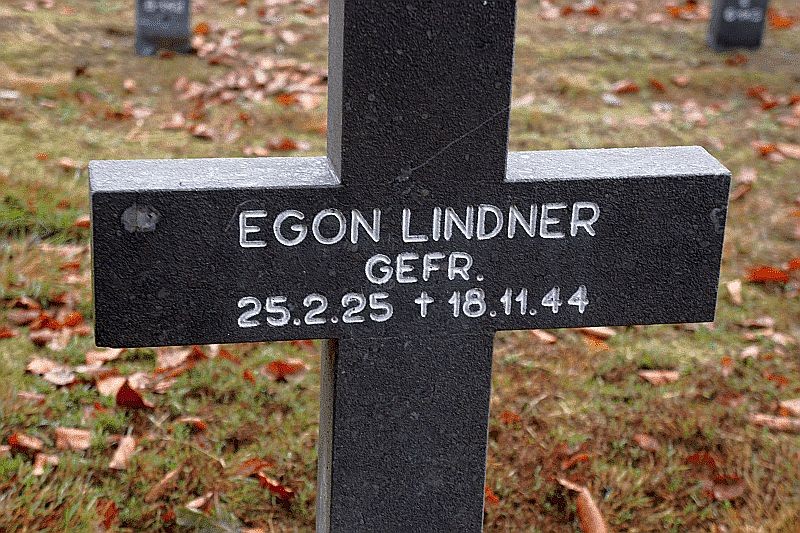 EGON LINDNER
GEFR.
25.2.25 † 18.11.44